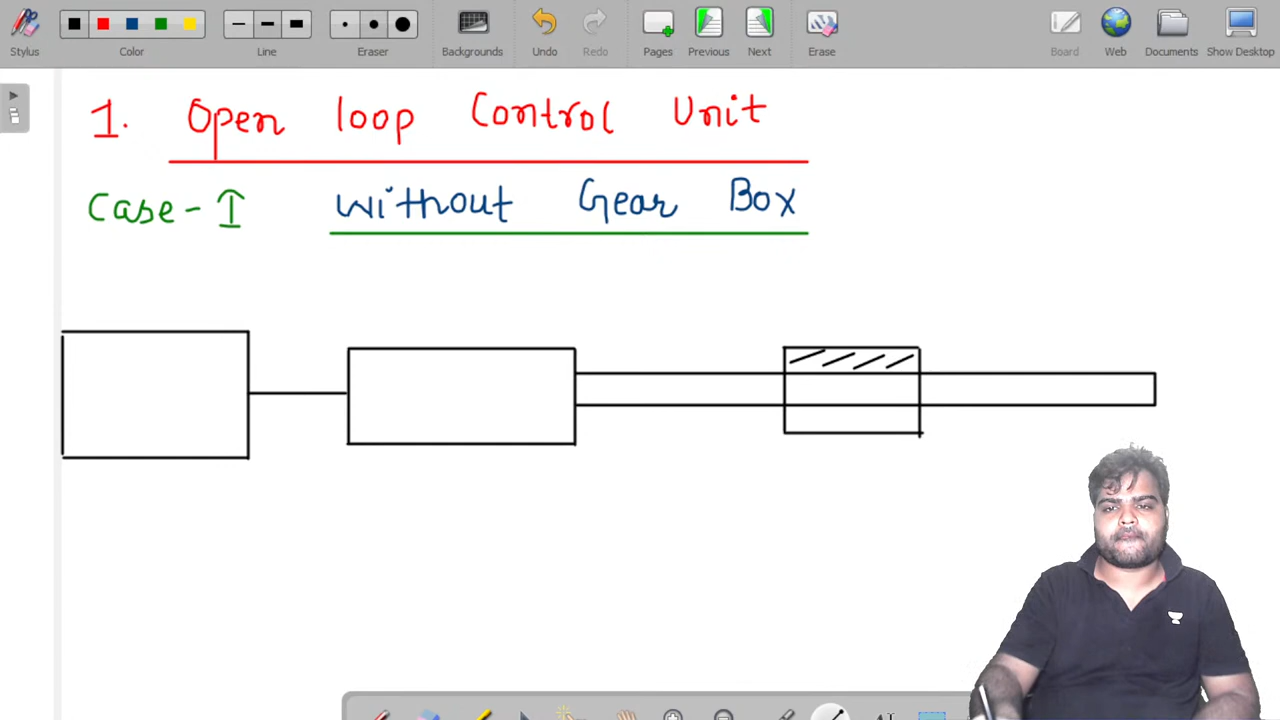 Stylus Color Line Eraser Backgrounds Undo Redo Pages Previous Next Erase Board Web Documents Show Desktop
1. Open loop Control Unit
Case-I without Gear Box